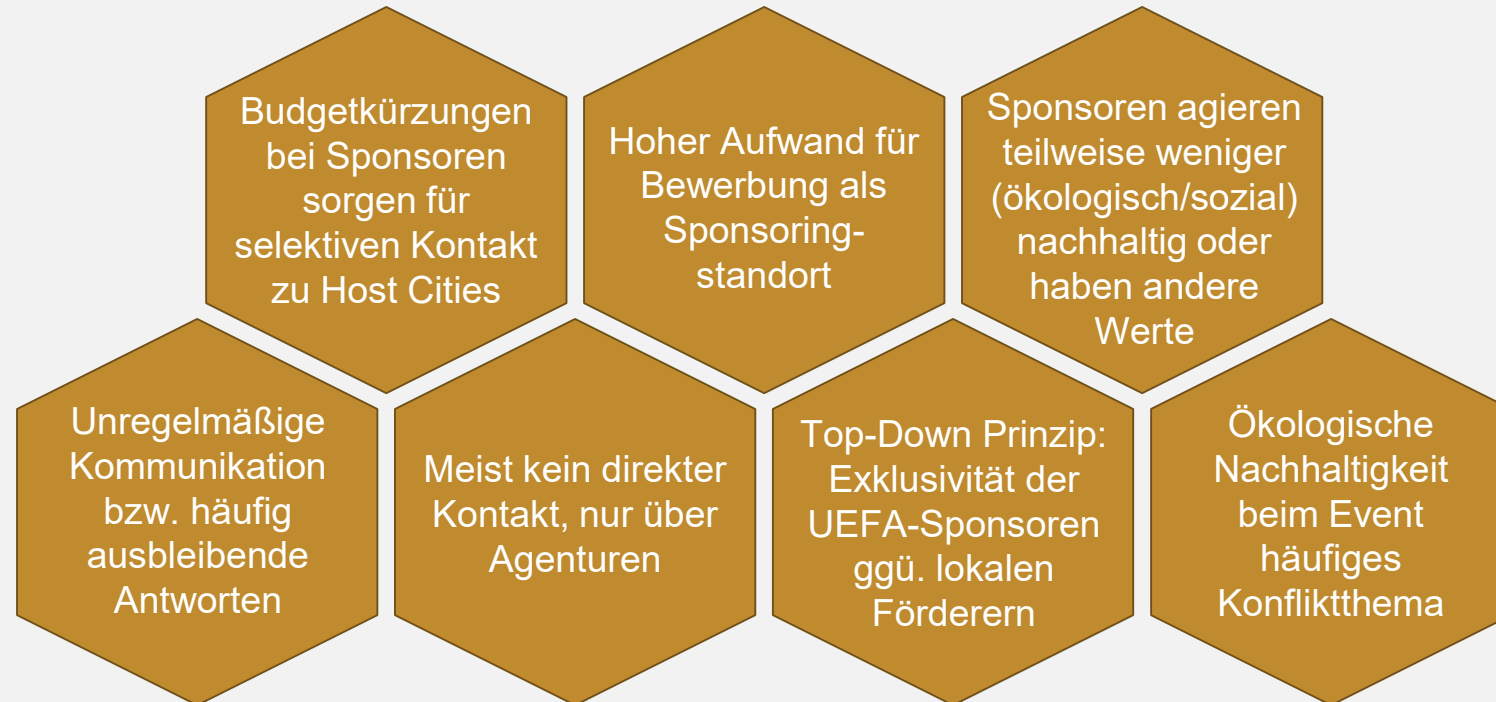 Budgetkürzungen
bei Sponsoren
sorgen für
selektiven Kontakt
zu Host Cities
Hoher Aufwand für
Bewerbung als
Sponsoring-
standort
Sponsoren agieren
teilweise weniger
(ökologisch/sozial)
nachhaltig oder
haben andere
Werte
Unregelmäßige
Kommunikation
bzw. häufig
ausbleibende
Antworten
Meist kein direkter
Kontakt, nur über
Agenturen
Top-Down Prinzip:
Exklusivität der
UEFA-Sponsoren
ggü. lokalen
Förderern
Ökologische
Nachhaltigkeit
beim Event
häufiges
Konfliktthema